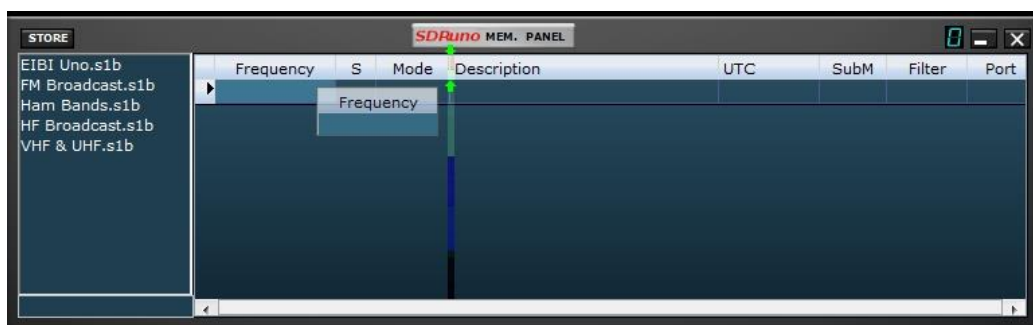 STORE SDRuno MEM. PANEL 0
EIBI Uno.s1b
FM Broadcast.s1b
Ham Bands.s1b
HF Broadcast.s1b
VHF & UHF.s1b
Frequency S Mode Description UTC SubM Filter Port
Frequency